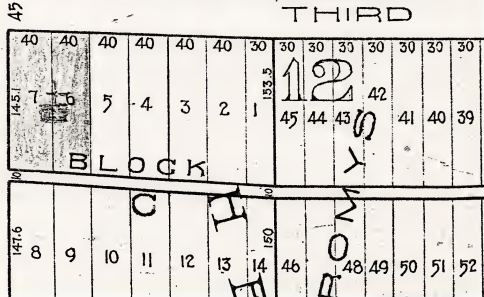 45 THIRD
40 40 40 40 40 40 30 30 30 30 30 30 30 30
145.1 7 6 5 4 3 2 1 153.5 12 45 44 43 42 41 40 39
BLOCK
10 10
147.6 8 9 10 11 12 13 14 150 46 48 49 50 51 52
C H
ROMYS